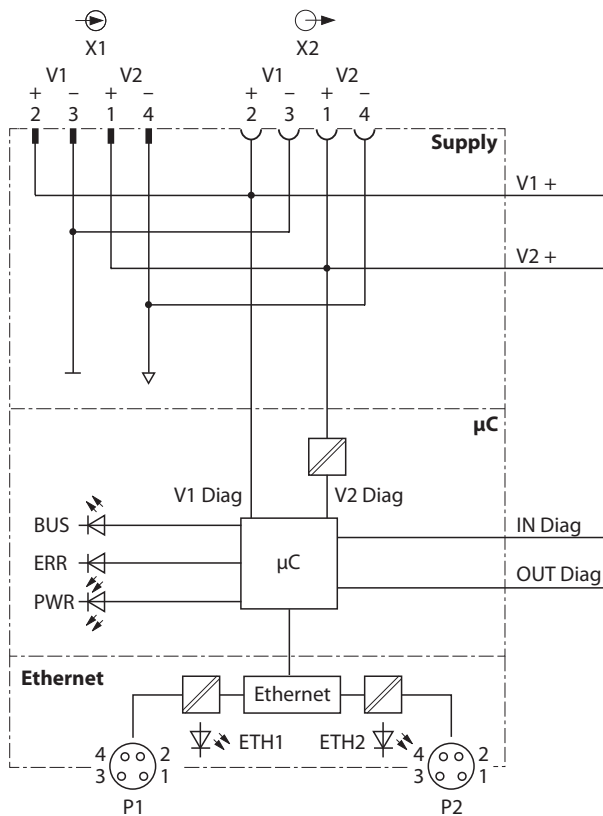 X1 X2
V1 V2 V1 V2
+ − + − + − + −
2 3 1 4 2 3 1 4
Supply
V1 +
V2 +
µC
V1 Diag V2 Diag
BUS
IN Diag
µC
ERR
OUT Diag
PWR
Ethernet
Ethernet
ETH1 ETH2
4 2 4 2
3 1 3 1
P1 P2